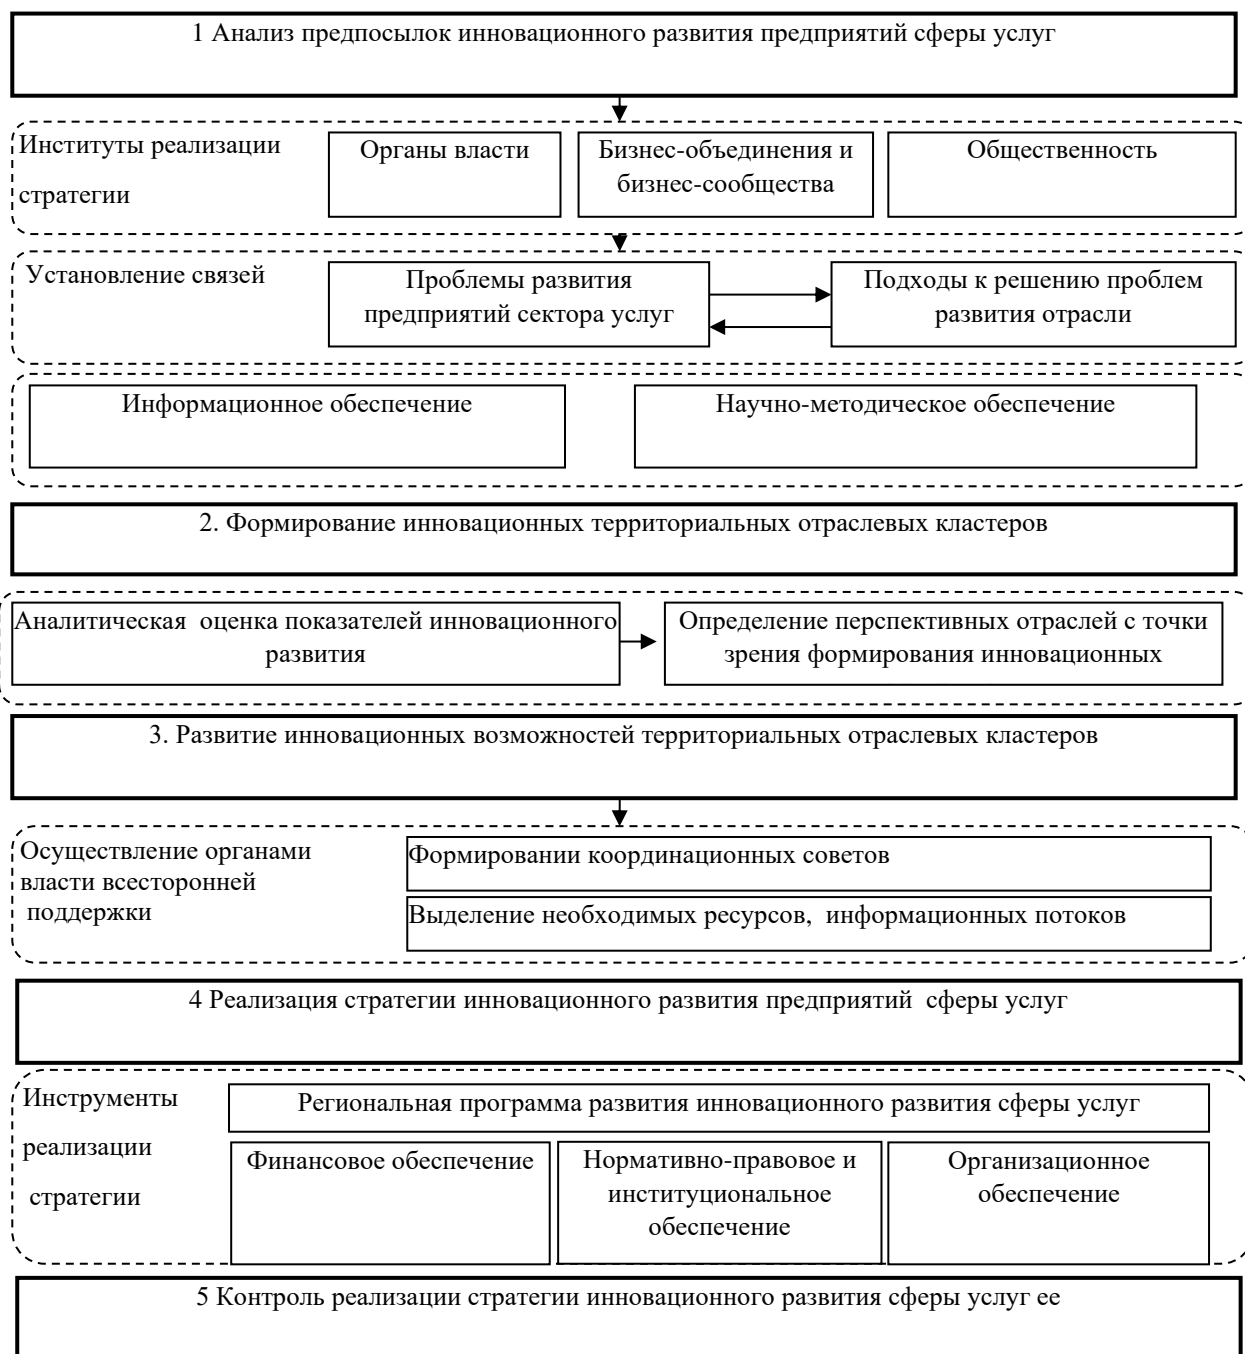 1 Анализ предпосылок инновационного развития предприятий сферы услуг
Институты реализации
стратегии
Органы власти
Бизнес-объединения и
бизнес-сообщества
Общественность
Установление связей
Проблемы развития
предприятий сектора услуг
Подходы к решению проблем
развития отрасли
Информационное обеспечение
Научно-методическое обеспечение
2. Формирование инновационных территориальных отраслевых кластеров
Аналитическая оценка показателей инновационного
развития
Определение перспективных отраслей с точки
зрения формирования инновационных
3. Развитие инновационных возможностей территориальных отраслевых кластеров
Осуществление органами
власти всесторонней
поддержки
Формировании координационных советов
Выделение необходимых ресурсов, информационных потоков
4 Реализация стратегии инновационного развития предприятий сферы услуг
Инструменты
реализации
стратегии
Региональная программа развития инновационного развития сферы услуг
Финансовое обеспечение
Нормативно-правовое и
институциональное
обеспечение
Организационное
обеспечение
5 Контроль реализации стратегии инновационного развития сферы услуг ее